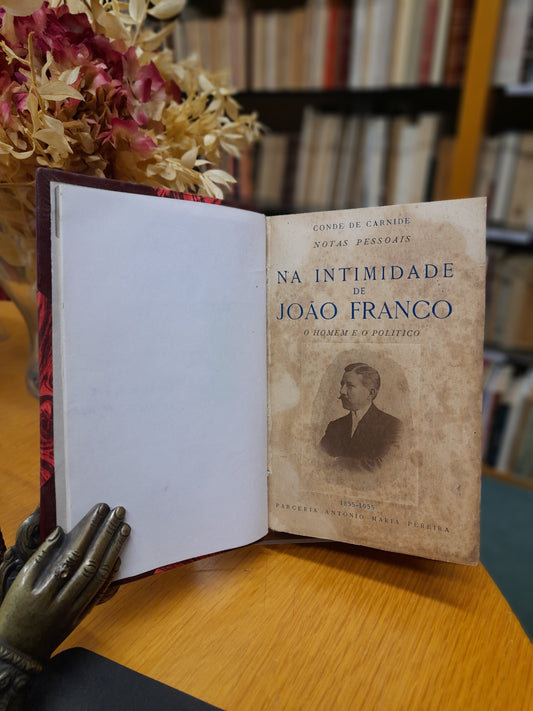 CONDE DE CARNIDE
NOTAS PESSOAIS
NA INTIMIDADE
DE
JOÃO FRANCO
O HOMEM E O POLITICO
1855-1955
PARCERIA ANTÓNIO MARIA PEREIRA